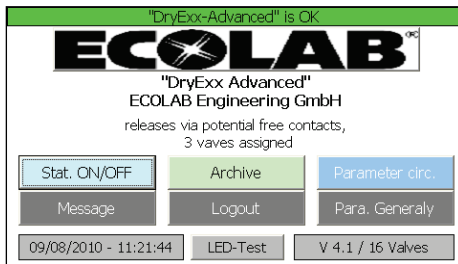 "DryExx-Advanced" is OK
ECOLAB®
"DryExx Advanced"
ECOLAB Engineering GmbH
releases via potential free contacts,
3 vaves assigned
Stat. ON/OFF Archive Parameter circ.
Message Logout Para. Generaly
09/08/2010 - 11:21:44 LED-Test V 4.1 / 16 Valves